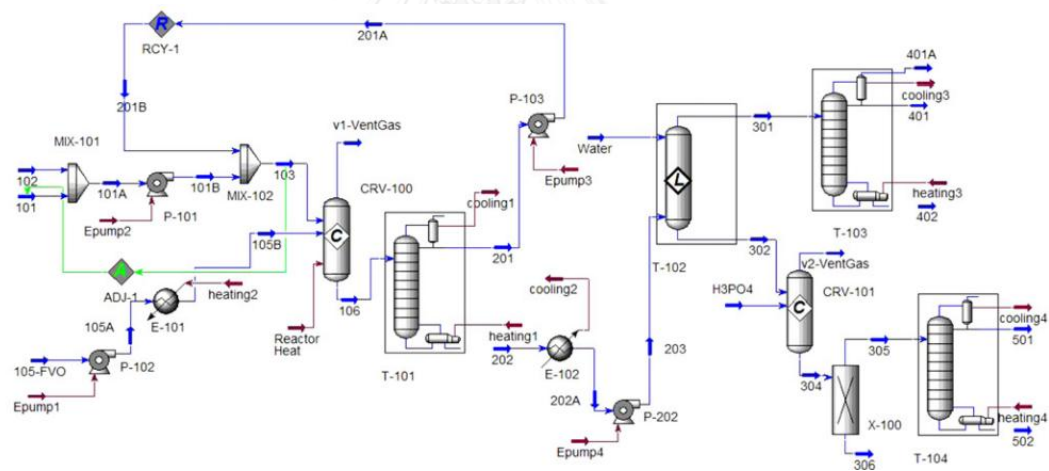 R
RCY-1
201A
201B
P-103
v1-VentGas
MIX-101
102
101
101A
P-101
Epump2
101B
MIX-102
103
CRV-100
C
105B
A
ADJ-1
heating2
E-101
105A
105-FVO
P-102
Epump1
Reactor
Heat
106
cooling1
201
Epump3
T-101
heating1
202
cooling2
E-102
202A
P-202
Epump4
203
Water
L
T-102
301
302
H3PO4
v2-VentGas
CRV-101
C
304
305
X-100
306
401A
cooling3
401
heating3
402
T-103
cooling4
501
heating4
502
T-104